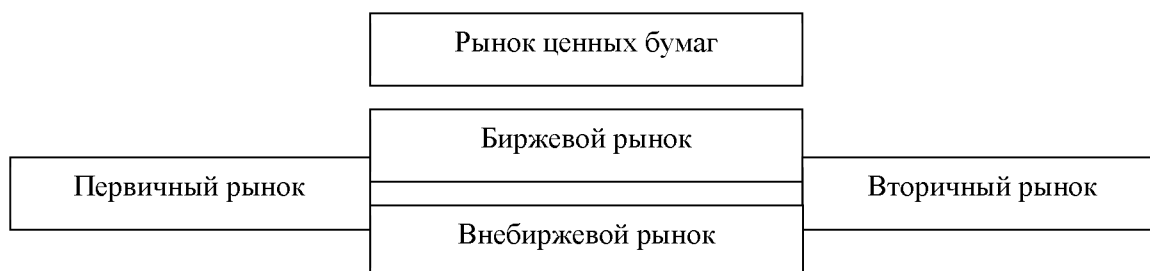 Рынок ценных бумаг
Биржевой рынок
Первичный рынок
Вторичный рынок
Внебиржевой рынок